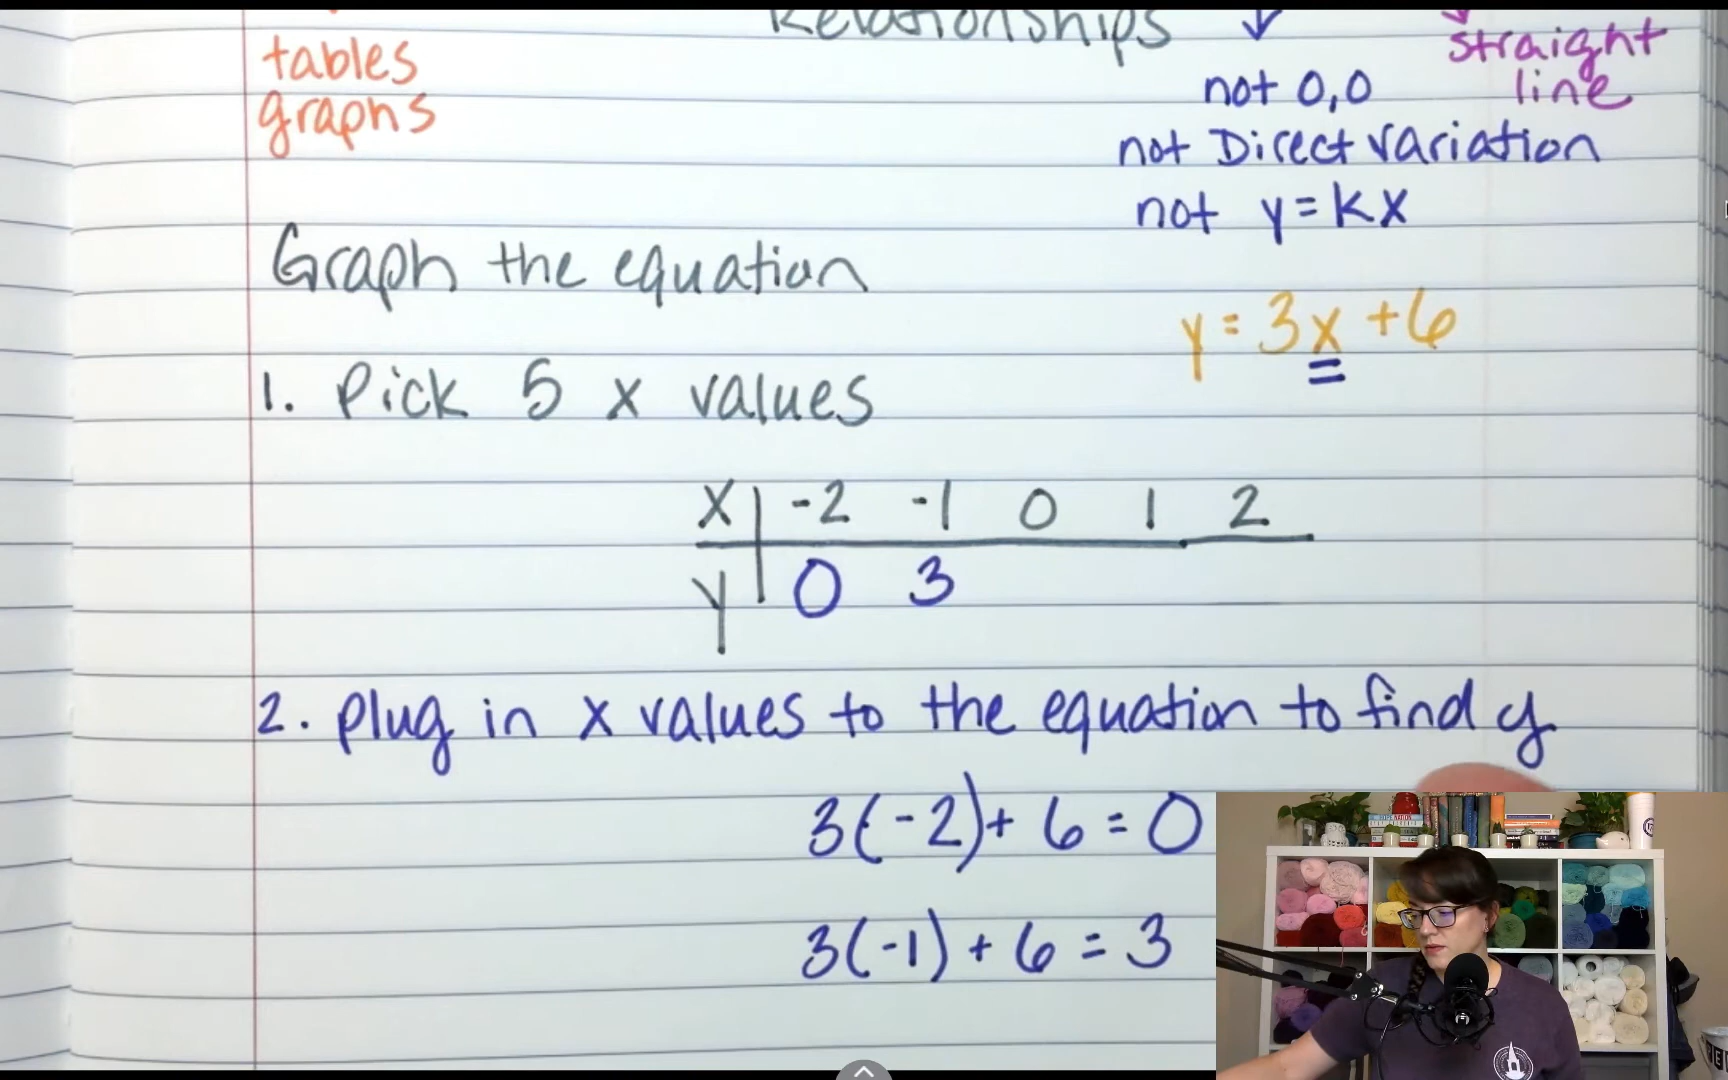 Relationships
straight
line
tables
graphs
not 0,0
not Direct variation
not y = kx
Graph the equation
y = 3x + 6
1. Pick 5 x values
x | -2 -1 0 1 2
y | 0 3
2. plug in x values to the equation to find y
3(-2) + 6 = 0
3(-1) + 6 = 3